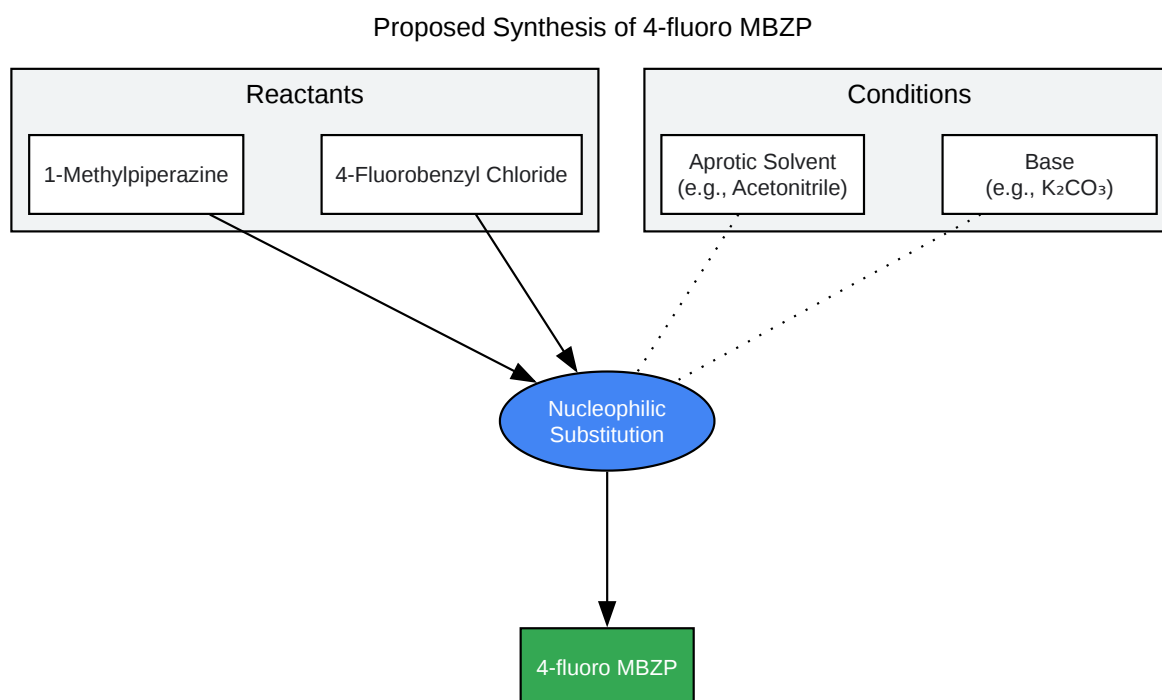 Proposed Synthesis of 4-fluoro MBZP
Reactants
Conditions
1-Methylpiperazine
4-Fluorobenzyl Chloride
Aprotic Solvent
(e.g., Acetonitrile)
Base
(e.g., K₂CO₃)
Nucleophilic
Substitution
4-fluoro MBZP